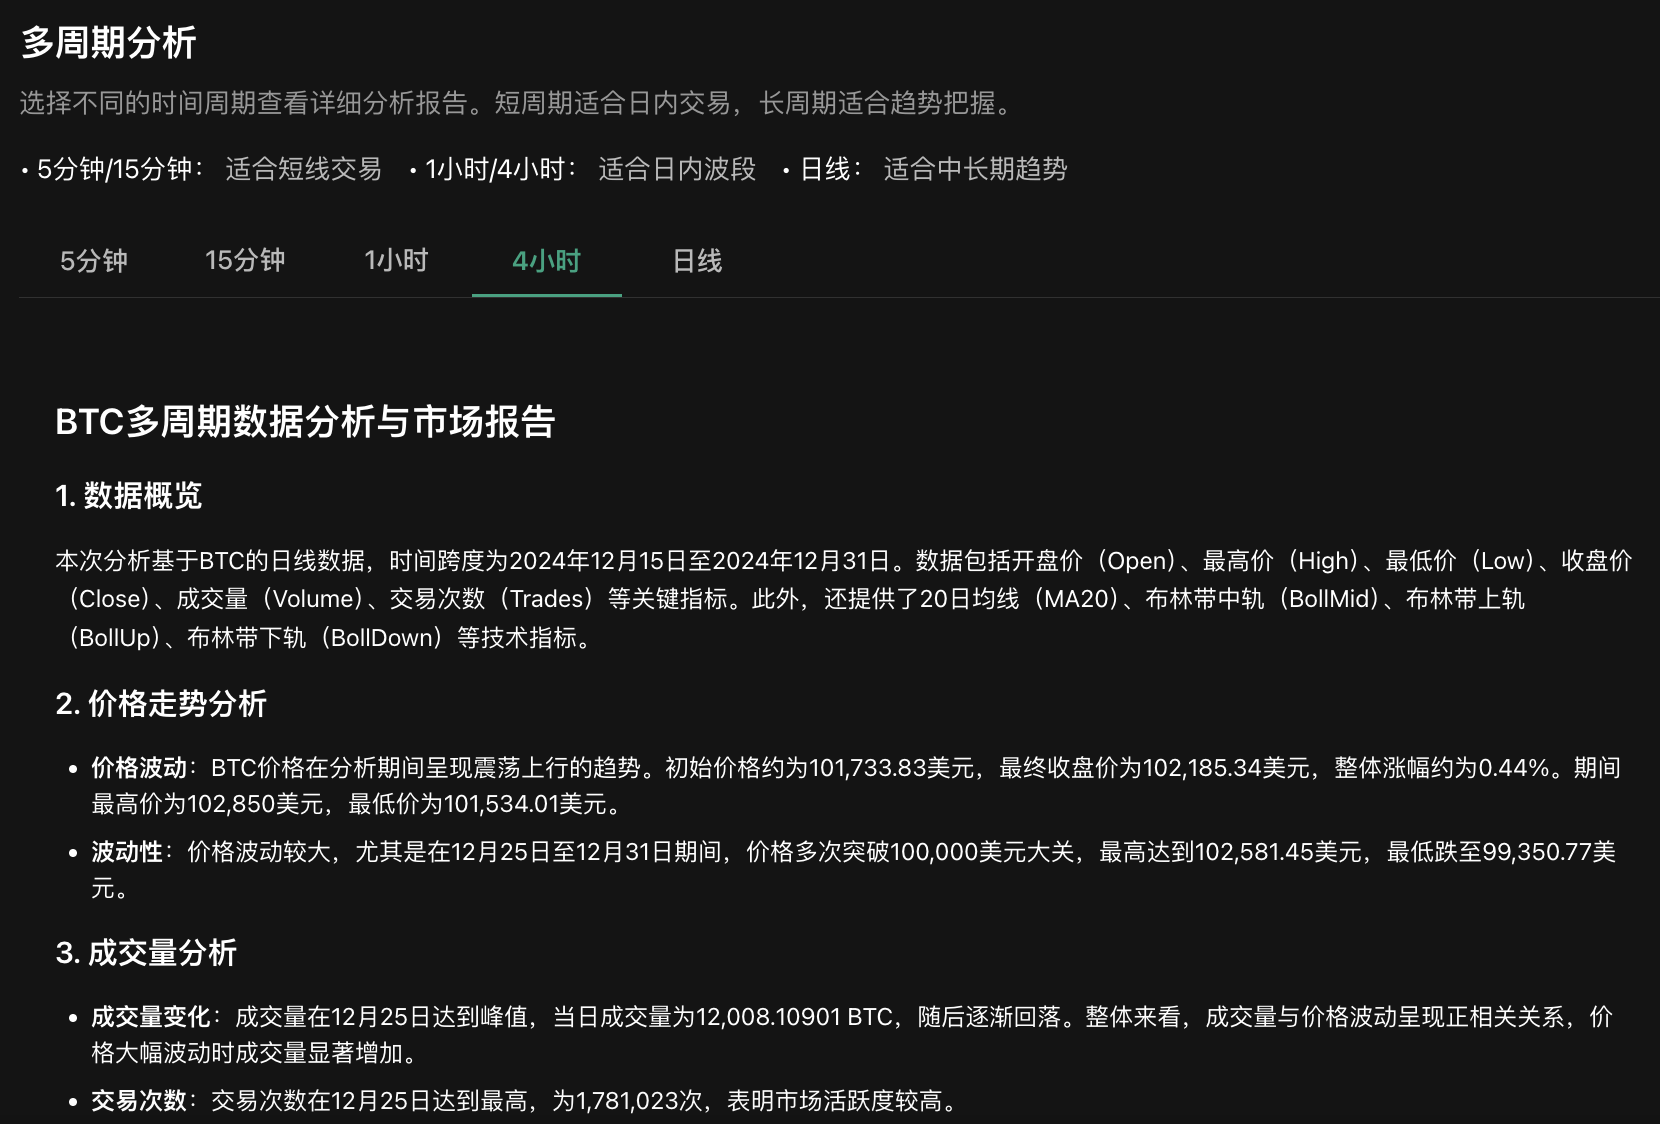 多周期分析
选择不同的时间周期查看详细分析报告。短周期适合日内交易，长周期适合趋势把握。
• 5分钟/15分钟： 适合短线交易 • 1小时/4小时： 适合日内波段 • 日线： 适合中长期趋势
5分钟 15分钟 1小时 4小时 日线
BTC多周期数据分析与市场报告
1. 数据概览
本次分析基于BTC的日线数据，时间跨度为2024年12月15日至2024年12月31日。数据包括开盘价（Open）、最高价（High）、最低价（Low）、收盘价
（Close）、成交量（Volume）、交易次数（Trades）等关键指标。此外，还提供了20日均线（MA20）、布林带中轨（BollMid）、布林带上轨
（BollUp）、布林带下轨（BollDown）等技术指标。
2. 价格走势分析
• 价格波动：BTC价格在分析期间呈现震荡上行的趋势。初始价格约为101,733.83美元，最终收盘价为102,185.34美元，整体涨幅约为0.44%。期间
最高价为102,850美元，最低价为101,534.01美元。
• 波动性：价格波动较大，尤其是在12月25日至12月31日期间，价格多次突破100,000美元大关，最高达到102,581.45美元，最低跌至99,350.77美
元。
3. 成交量分析
• 成交量变化：成交量在12月25日达到峰值，当日成交量为12,008.10901 BTC，随后逐渐回落。整体来看，成交量与价格波动呈现正相关关系，价
格大幅波动时成交量显著增加。
• 交易次数：交易次数在12月25日达到最高，为1,781,023次，表明市场活跃度较高。